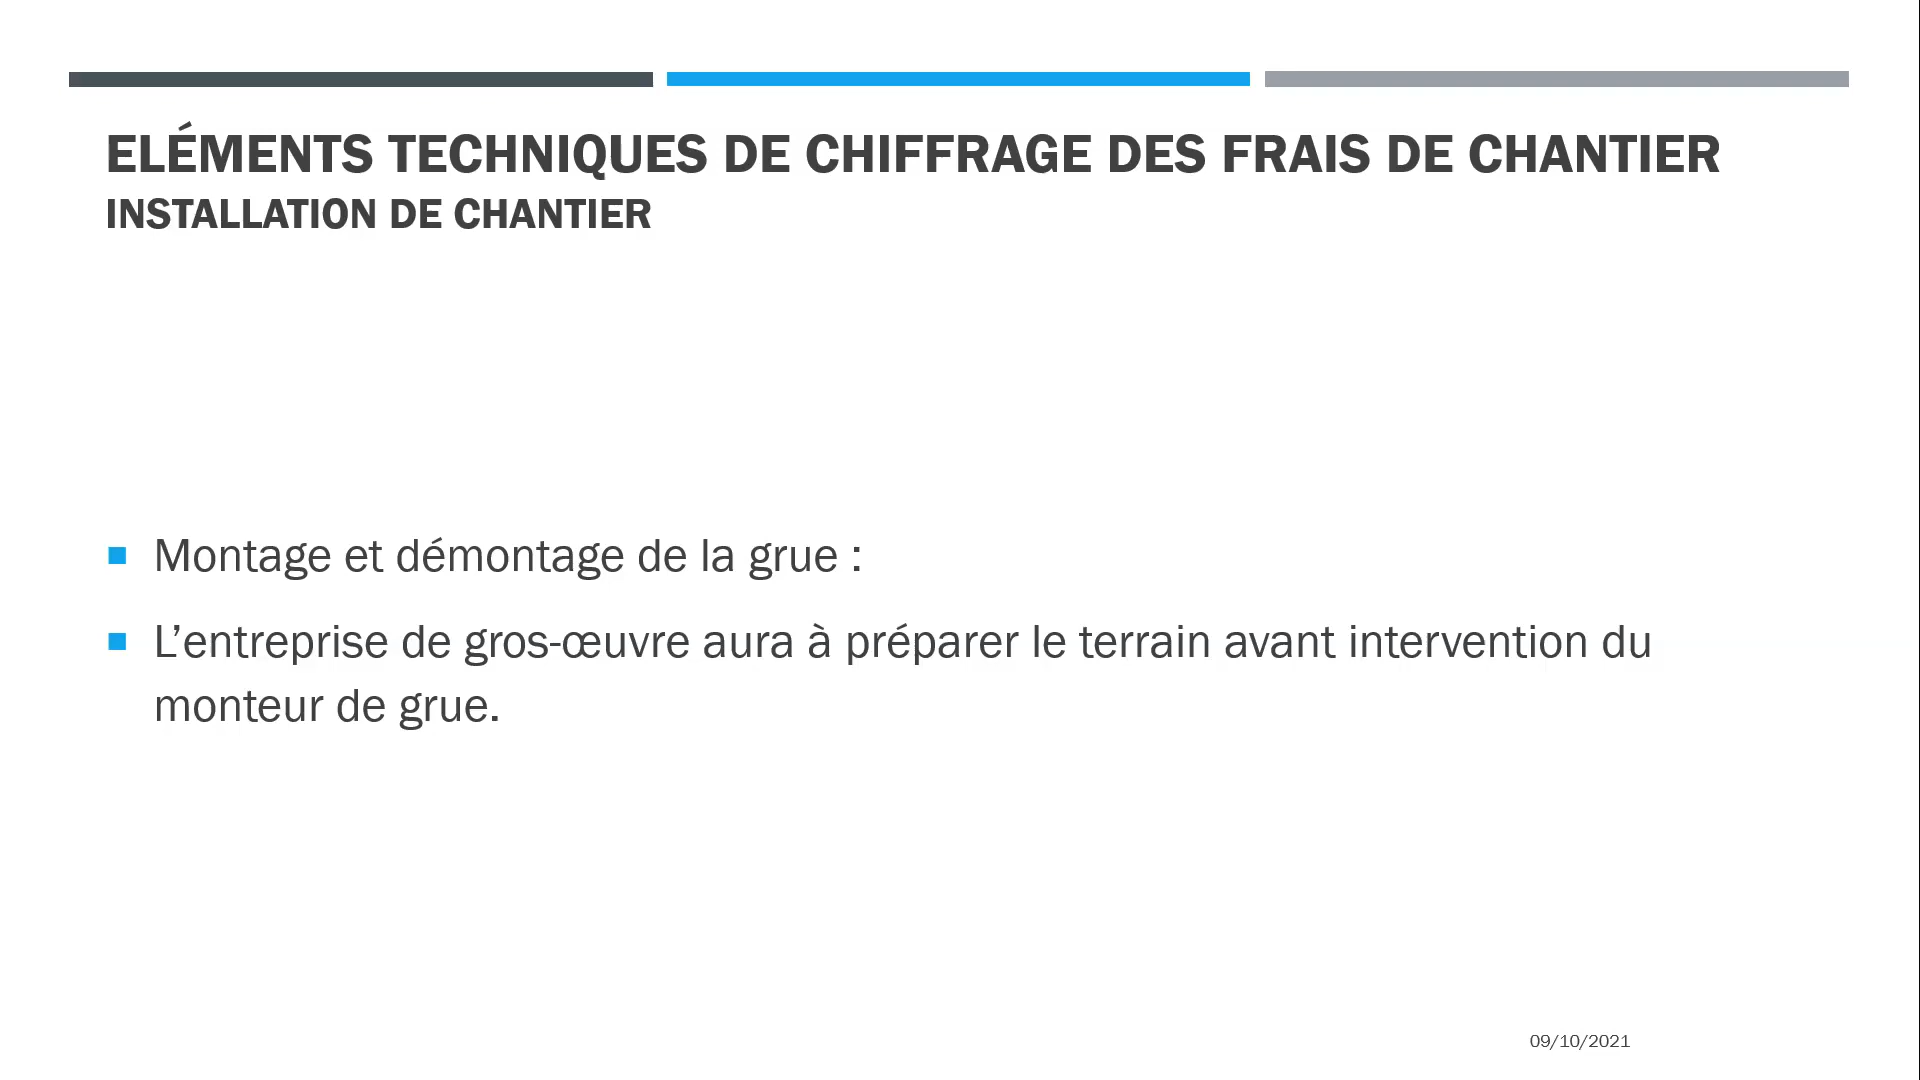 ELÉMENTS TECHNIQUES DE CHIFFRAGE DES FRAIS DE CHANTIER
INSTALLATION DE CHANTIER
Montage et démontage de la grue :
L’entreprise de gros-œuvre aura à préparer le terrain avant intervention du
monteur de grue.
09/10/2021